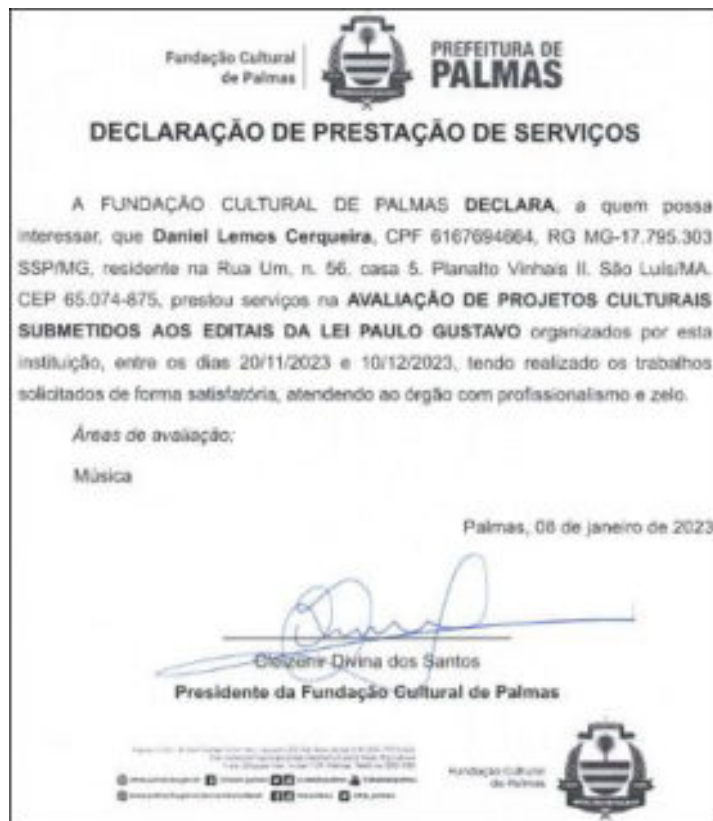 Fundação Cultural
de Palmas
PREFEITURA DE
PALMAS
DECLARAÇÃO DE PRESTAÇÃO DE SERVIÇOS
A FUNDAÇÃO CULTURAL DE PALMAS DECLARA, a quem possa
interessar, que Daniel Lemos Cerqueira, CPF 6167694664, RG MG-17.795.303
SSP/MG, residente na Rua Um, n. 56, casa 5. Planalto Vinhais II. São Luís/MA.
CEP 65.074-875, prestou serviços na AVALIAÇÃO DE PROJETOS CULTURAIS
SUBMETIDOS AOS EDITAIS DA LEI PAULO GUSTAVO organizados por esta
instituição, entre os dias 20/11/2023 e 10/12/2023, tendo realizado os trabalhos
solicitados de forma satisfatória, atendendo ao órgão com profissionalismo e zelo.
Áreas de avaliação:
Música
Palmas, 08 de janeiro de 2023
Cleizenir Divina dos Santos
Presidente da Fundação Cultural de Palmas
Fundação Cultural
de Palmas